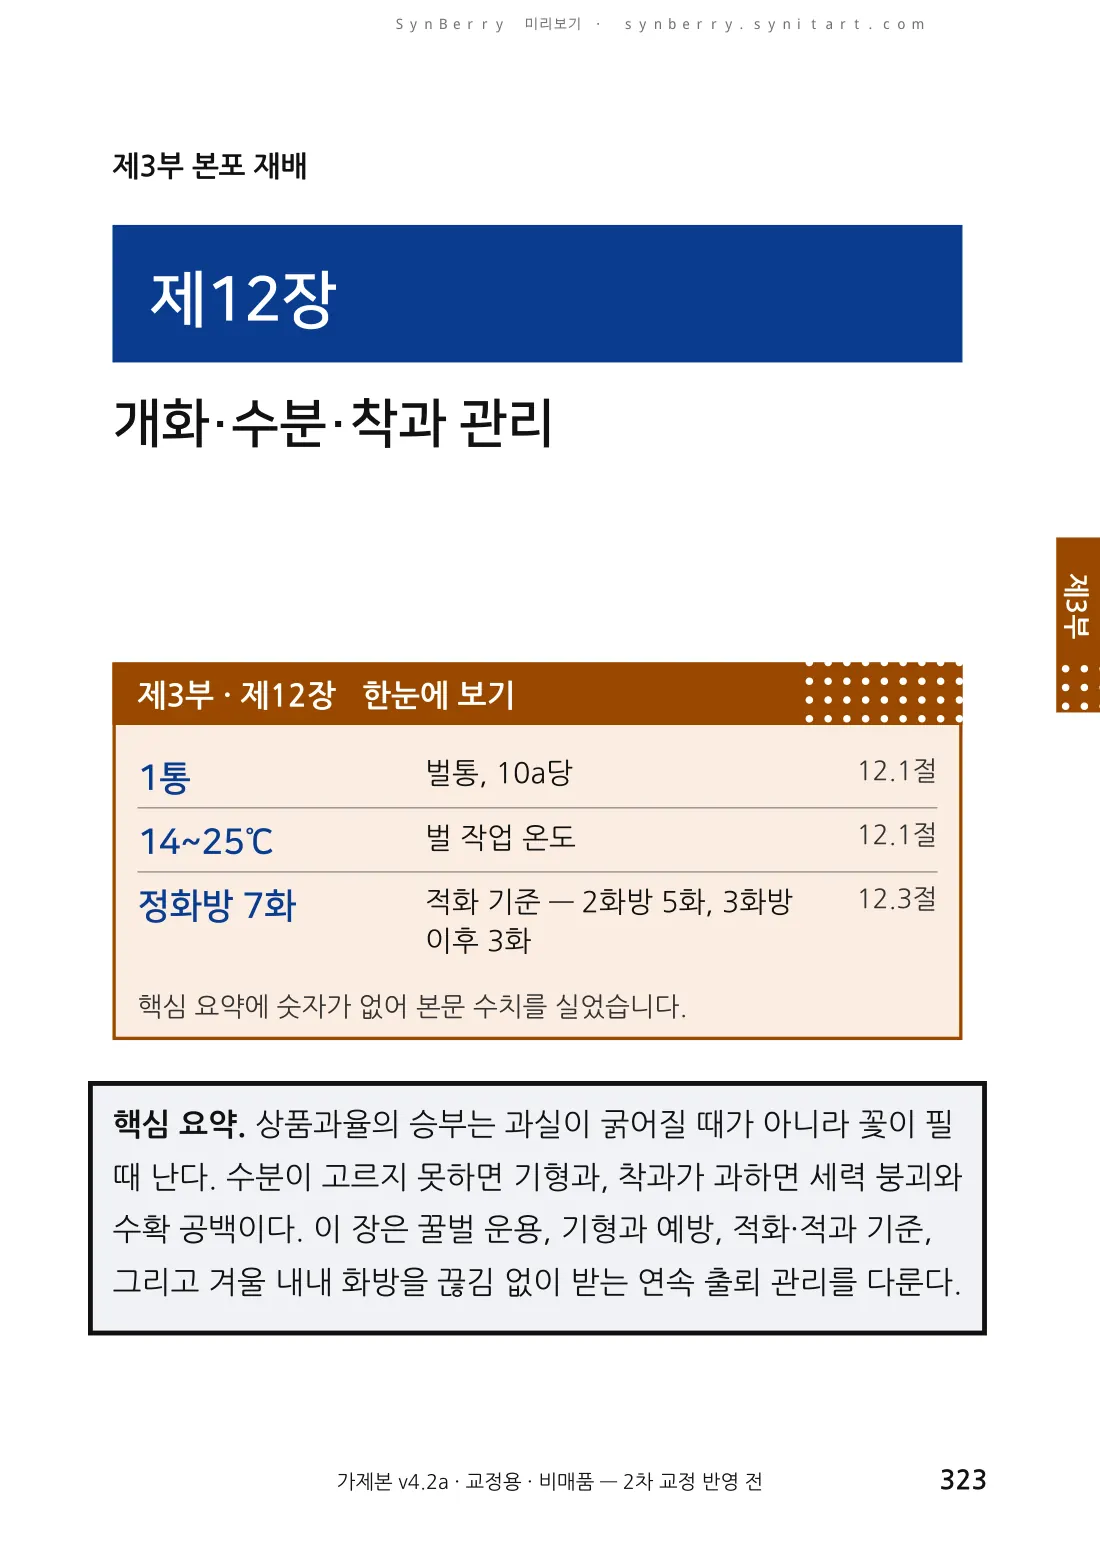 SynBerry 미리보기 · synberry.synitart.com
제3부 본포 재배
제12장
개화·수분·착과 관리
제3부
제3부 · 제12장 한눈에 보기
1통 벌통, 10a당 12.1절
14~25℃ 벌 작업 온도 12.1절
정화방 7화 적화 기준 — 2화방 5화, 3화방 12.3절
이후 3화
핵심 요약에 숫자가 없어 본문 수치를 실었습니다.
핵심 요약. 상품과율의 승부는 과실이 굵어질 때가 아니라 꽃이 필
때 난다. 수분이 고르지 못하면 기형과, 착과가 과하면 세력 붕괴와
수확 공백이다. 이 장은 꿀벌 운용, 기형과 예방, 적화·적과 기준,
그리고 겨울 내내 화방을 끊김 없이 받는 연속 출뢰 관리를 다룬다.
가제본 v4.2a · 교정용 · 비매품 — 2차 교정 반영 전
323